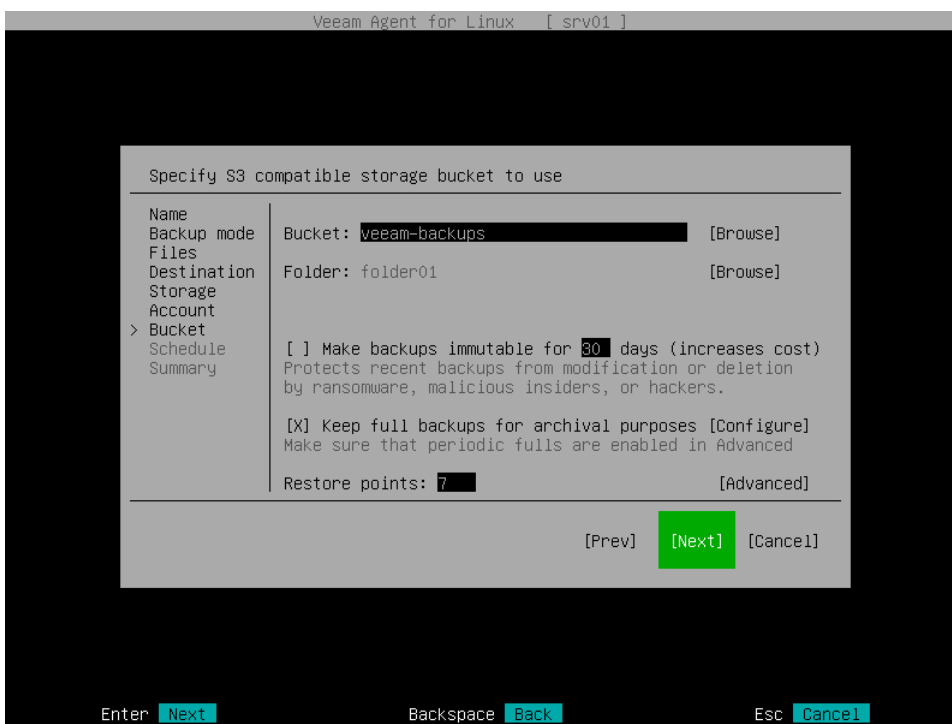 Veeam Agent for Linux [ srv01 ]
Specify S3 compatible storage bucket to use
Name
Backup mode
Files
Destination
Storage
Account
> Bucket
Schedule
Summary
Bucket: veeam-backups [Browse]
Folder: folder01 [Browse]
[ ] Make backups immutable for 30 days (increases cost)
Protects recent backups from modification or deletion
by ransomware, malicious insiders, or hackers.
[X] Keep full backups for archival purposes [Configure]
Make sure that periodic fulls are enabled in Advanced
Restore points: 7 [Advanced]
[Prev] [Next] [Cancel]
Enter Next Backspace Back Esc Cancel